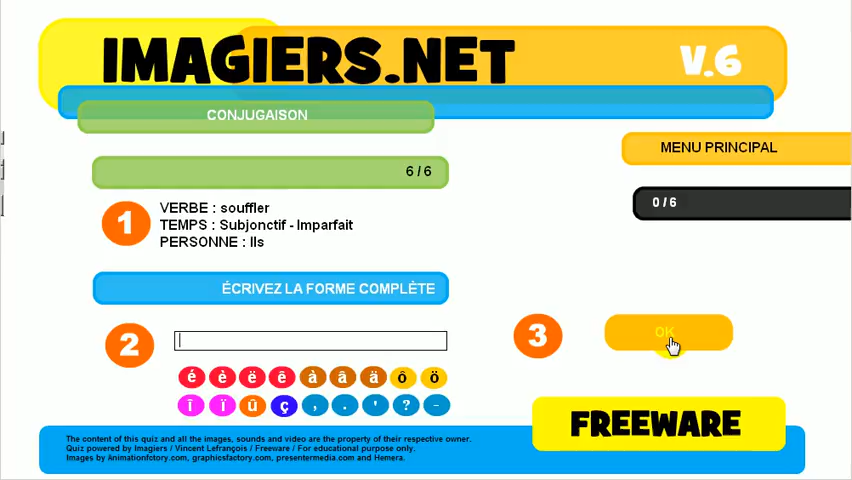 IMAGIERS.NET
V.6
CONJUGAISON
MENU PRINCIPAL
6 / 6
0 / 6
1
VERBE : souffler
TEMPS : Subjonctif - Imparfait
PERSONNE : Ils
ÉCRIVEZ LA FORME COMPLÈTE
2
3
OK
é è ë ê à â ä ô ö
î ï û ç , . ' ? -
FREEWARE
The content of this quiz and all the images, sounds and video are the property of their respective owner.
Quiz powered by Imagiers / Vincent Lefrançois / Freeware / For educational purpose only.
Images by Animationfctory.com, graphicsfactory.com, presentermedia.com and Hemera.